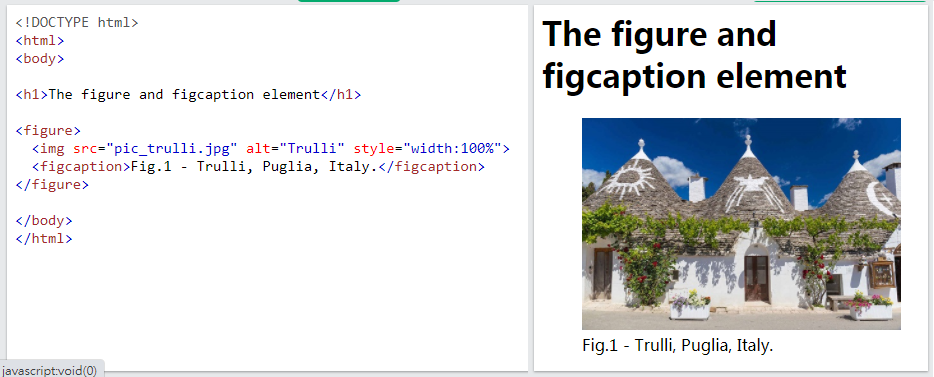 <!DOCTYPE html>
<html>
<body>
<h1>The figure and figcaption element</h1>
<figure>
<img src="pic_trulli.jpg" alt="Trulli" style="width:100%">
<figcaption>Fig.1 - Trulli, Puglia, Italy.</figcaption>
</figure>
</body>
</html>
javascript:void(0)
The figure and
figcaption element
Fig.1 - Trulli, Puglia, Italy.